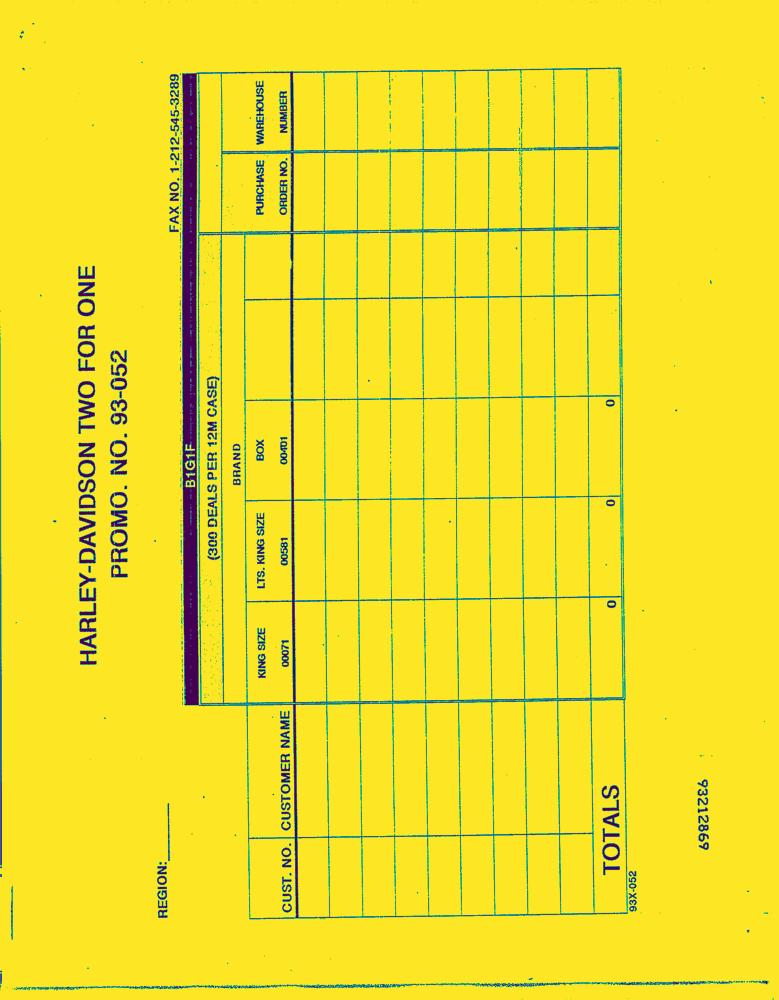 HARLEY-DAVIDSON TWO FOR ONE
PROMO. NO. 93-052
REGION:
FAX NO. 1-212-545-3289
B1G1F
(300 DEALS PER 12M CASE)
BRAND
KING SIZE LTS. KING SIZE BOX PURCHASE WAREHOUSE
CUST. NO. CUSTOMER NAME 00071 00581 00401 ORDER NO. NUMBER
TOTALS 0 0 0
93X-052
93212869